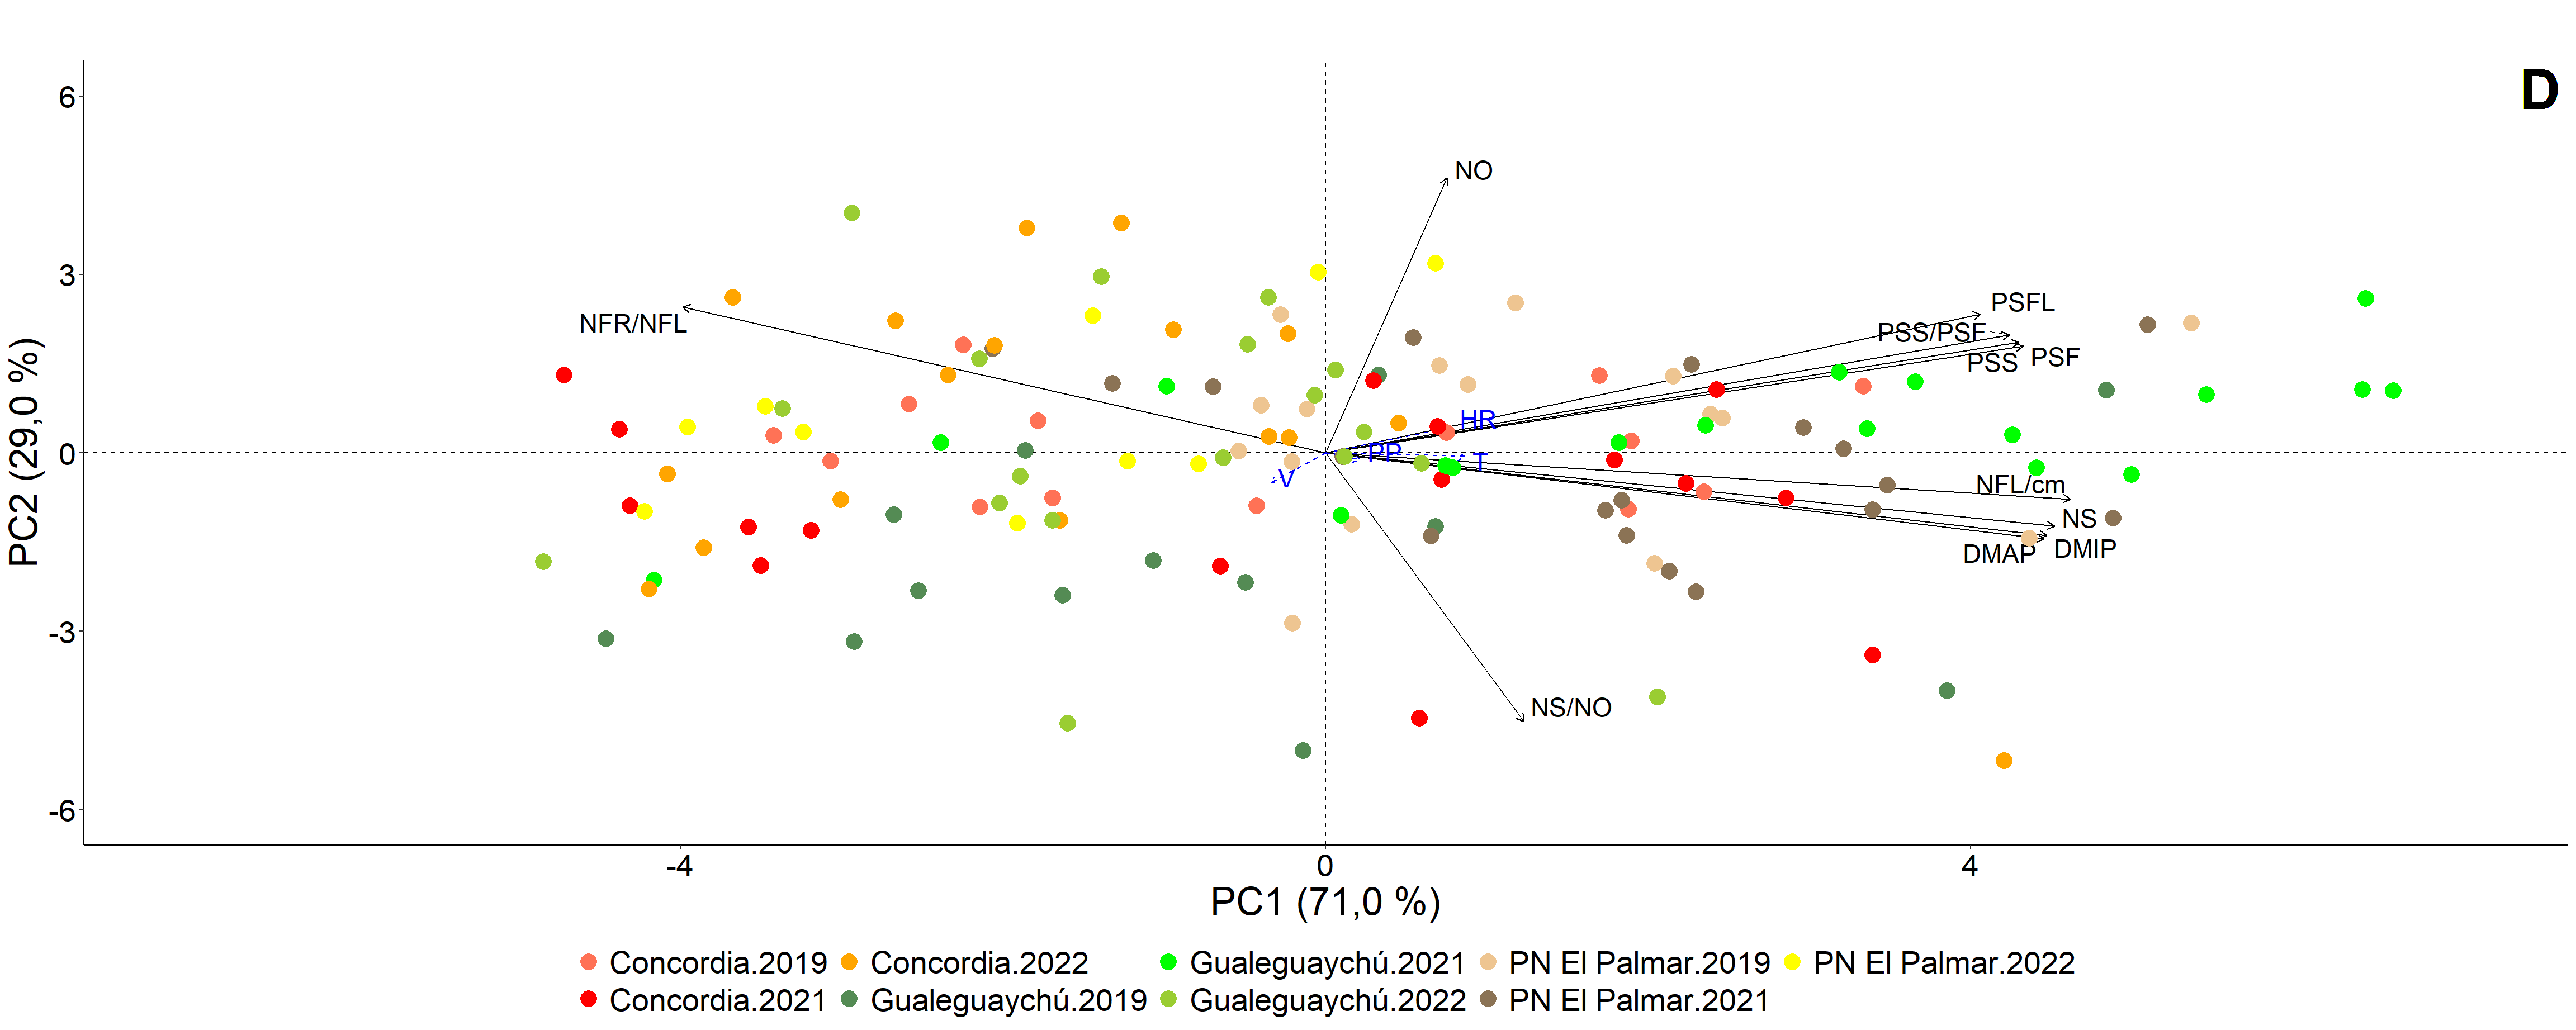 D
6
3
0
-3
-6
PC2 (29,0 %)
NO
NFR/NFL
PSFL
PSS/PSF
PSS
PSF
HR
PP
T
V
NFL/cm
NS
DMAP
DMIP
NS/NO
-4
0
4
PC1 (71,0 %)
Concordia.2019
Concordia.2022
Gualeguaychú.2021
PN El Palmar.2019
PN El Palmar.2022
Concordia.2021
Gualeguaychú.2019
Gualeguaychú.2022
PN El Palmar.2021